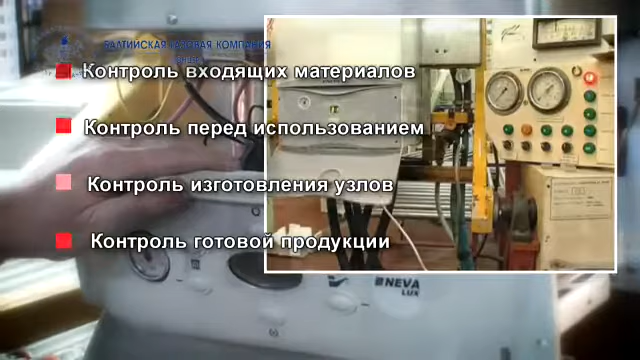 БАЛТИЙСКАЯ ГАЗОВАЯ КОМПАНИЯ
Контроль входящих материалов
Контроль перед использованием
Контроль изготовления узлов
Контроль готовой продукции
NEVA
LUX